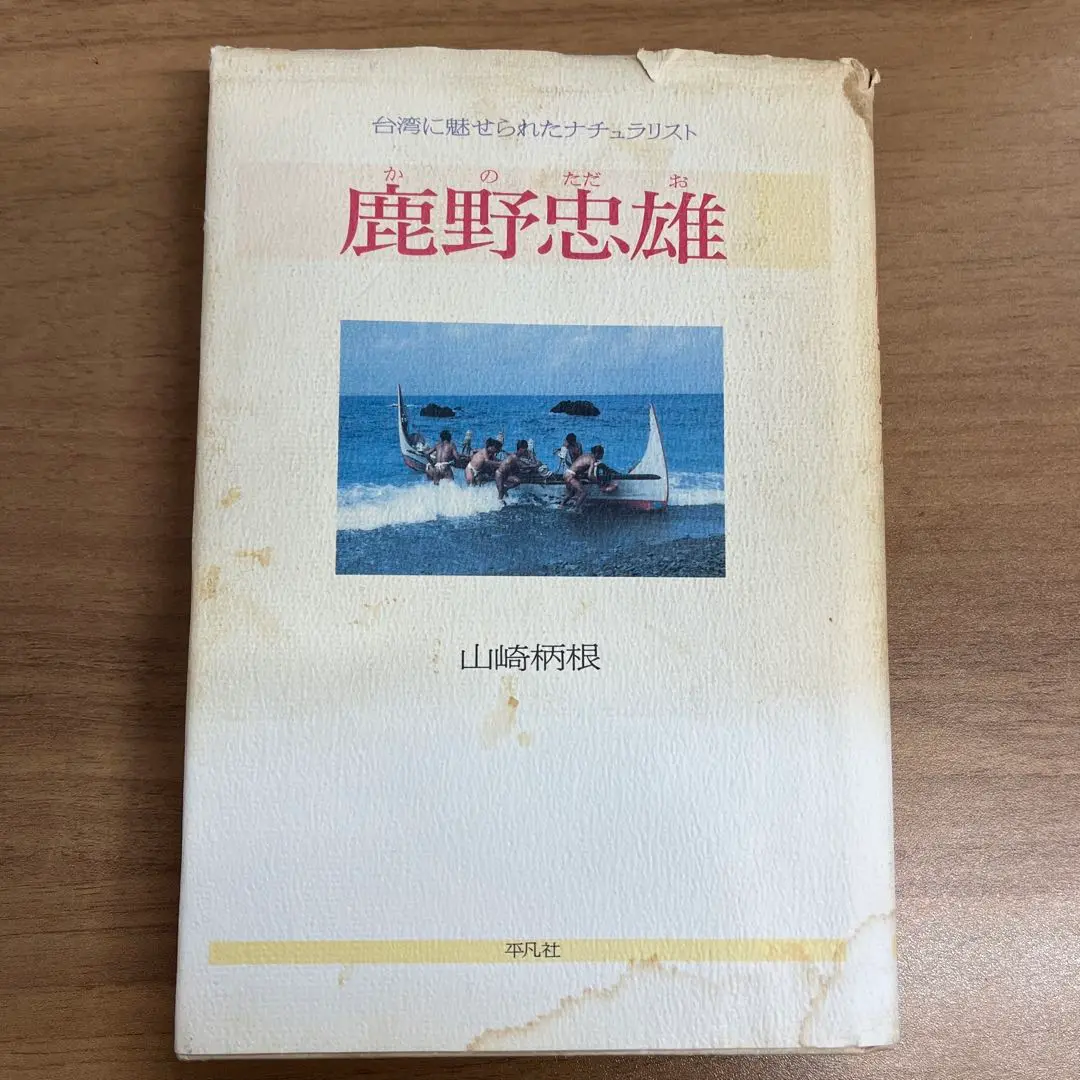 台湾に魅せられたナチュラリスト
かのただお
鹿野忠雄
山崎柄根
平凡社